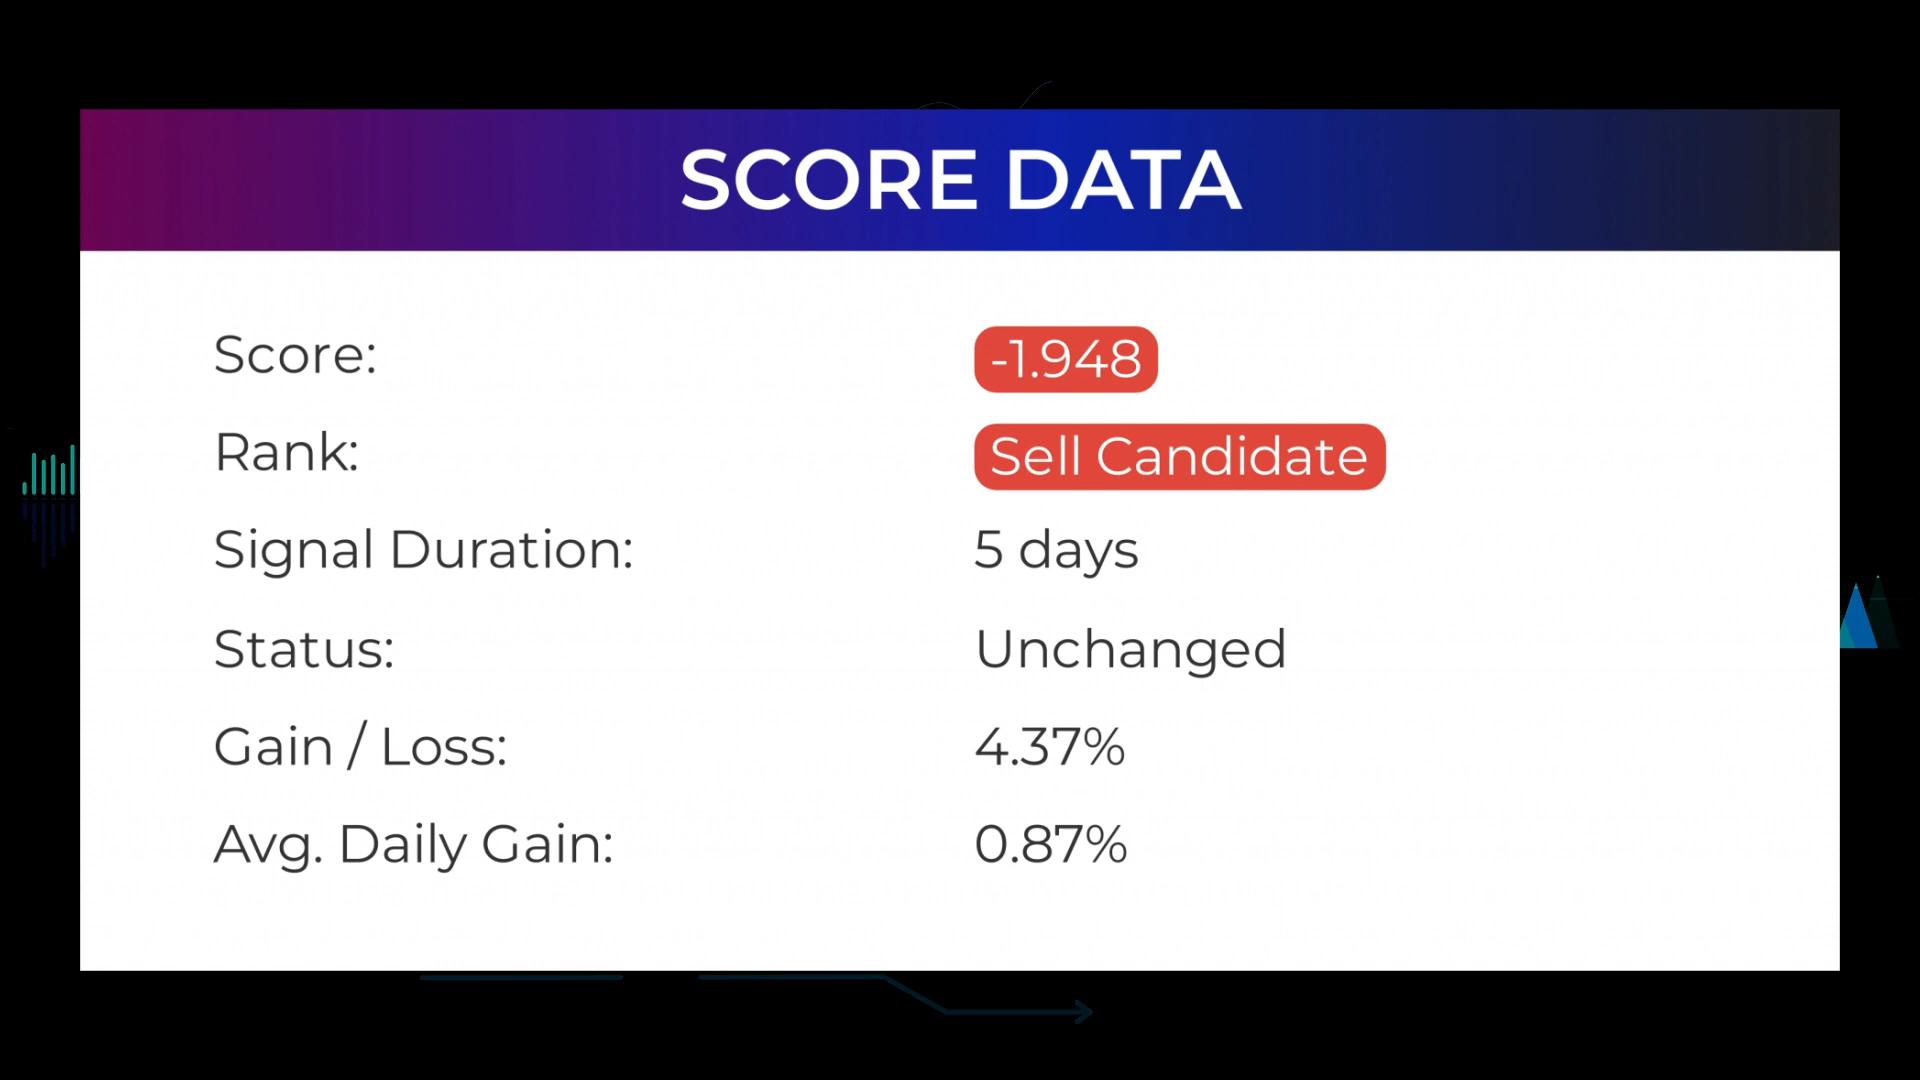 SCORE DATA
Score: -1.948
Rank: Sell Candidate
Signal Duration: 5 days
Status: Unchanged
Gain / Loss: 4.37%
Avg. Daily Gain: 0.87%